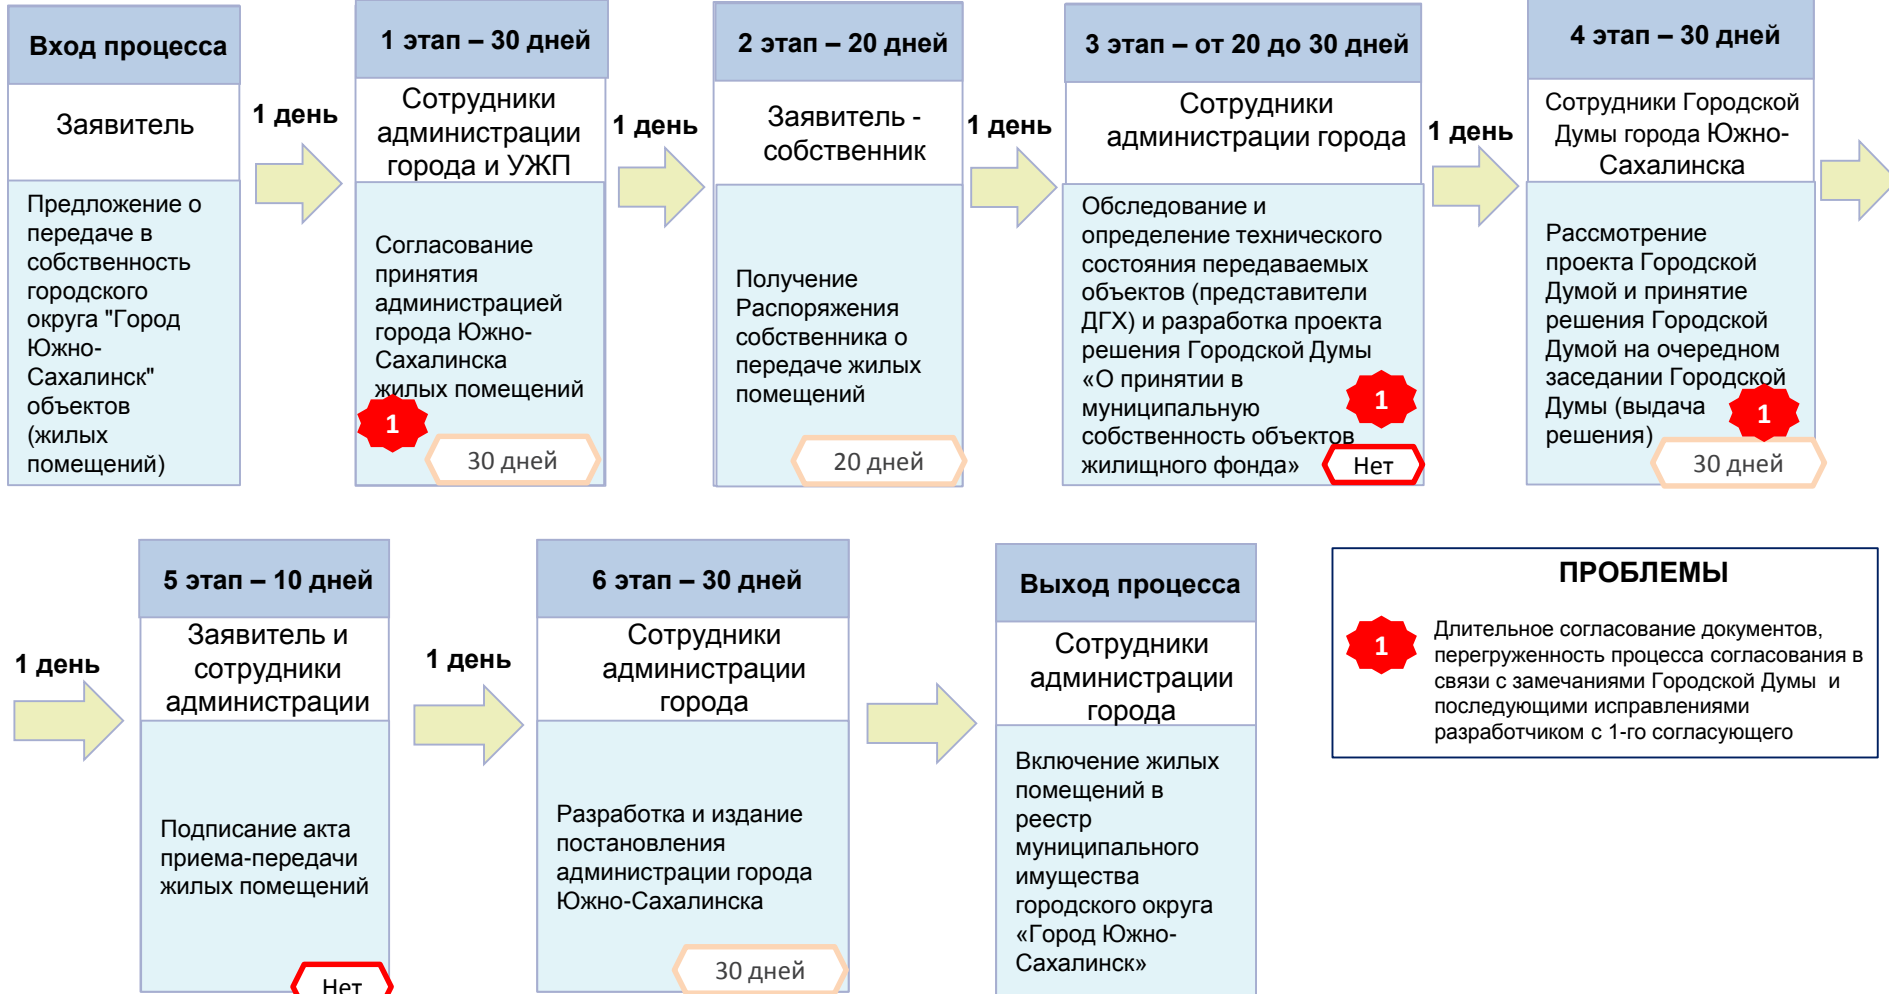 Вход процесса
Заявитель
Предложение о
передаче в
собственность
городского
округа "Город
Южно-
Сахалинск"
объектов
(жилых
помещений)
1 день
1 этап – 30 дней
Сотрудники
администрации
города и УЖП
Согласование
принятия
администрацией
города Южно-
Сахалинска
жилых помещений
1
30 дней
1 день
2 этап – 20 дней
Заявитель -
собственник
Получение
Распоряжения
собственника о
передаче жилых
помещений
20 дней
1 день
3 этап – от 20 до 30 дней
Сотрудники
администрации города
Обследование и
определение технического
состояния передаваемых
объектов (представители
ДГХ) и разработка проекта
решения Городской Думы
«О принятии в
муниципальную
собственность объектов
жилищного фонда»
1
Нет
1 день
4 этап – 30 дней
Сотрудники Городской
Думы города Южно-
Сахалинска
Рассмотрение
проекта Городской
Думой и принятие
решения Городской
Думой на очередном
заседании Городской
Думы (выдача
решения)
1
30 дней
1 день
5 этап – 10 дней
Заявитель и
сотрудники
администрации
Подписание акта
приема-передачи
жилых помещений
Нет
1 день
6 этап – 30 дней
Сотрудники
администрации
города
Разработка и издание
постановления
администрации города
Южно-Сахалинска
30 дней
Выход процесса
Сотрудники
администрации
города
Включение жилых
помещений в
реестр
муниципального
имущества
городского округа
«Город Южно-
Сахалинск»
ПРОБЛЕМЫ
1
Длительное согласование документов,
перегруженность процесса согласования в
связи с замечаниями Городской Думы и
последующими исправлениями
разработчиком с 1-го согласующего